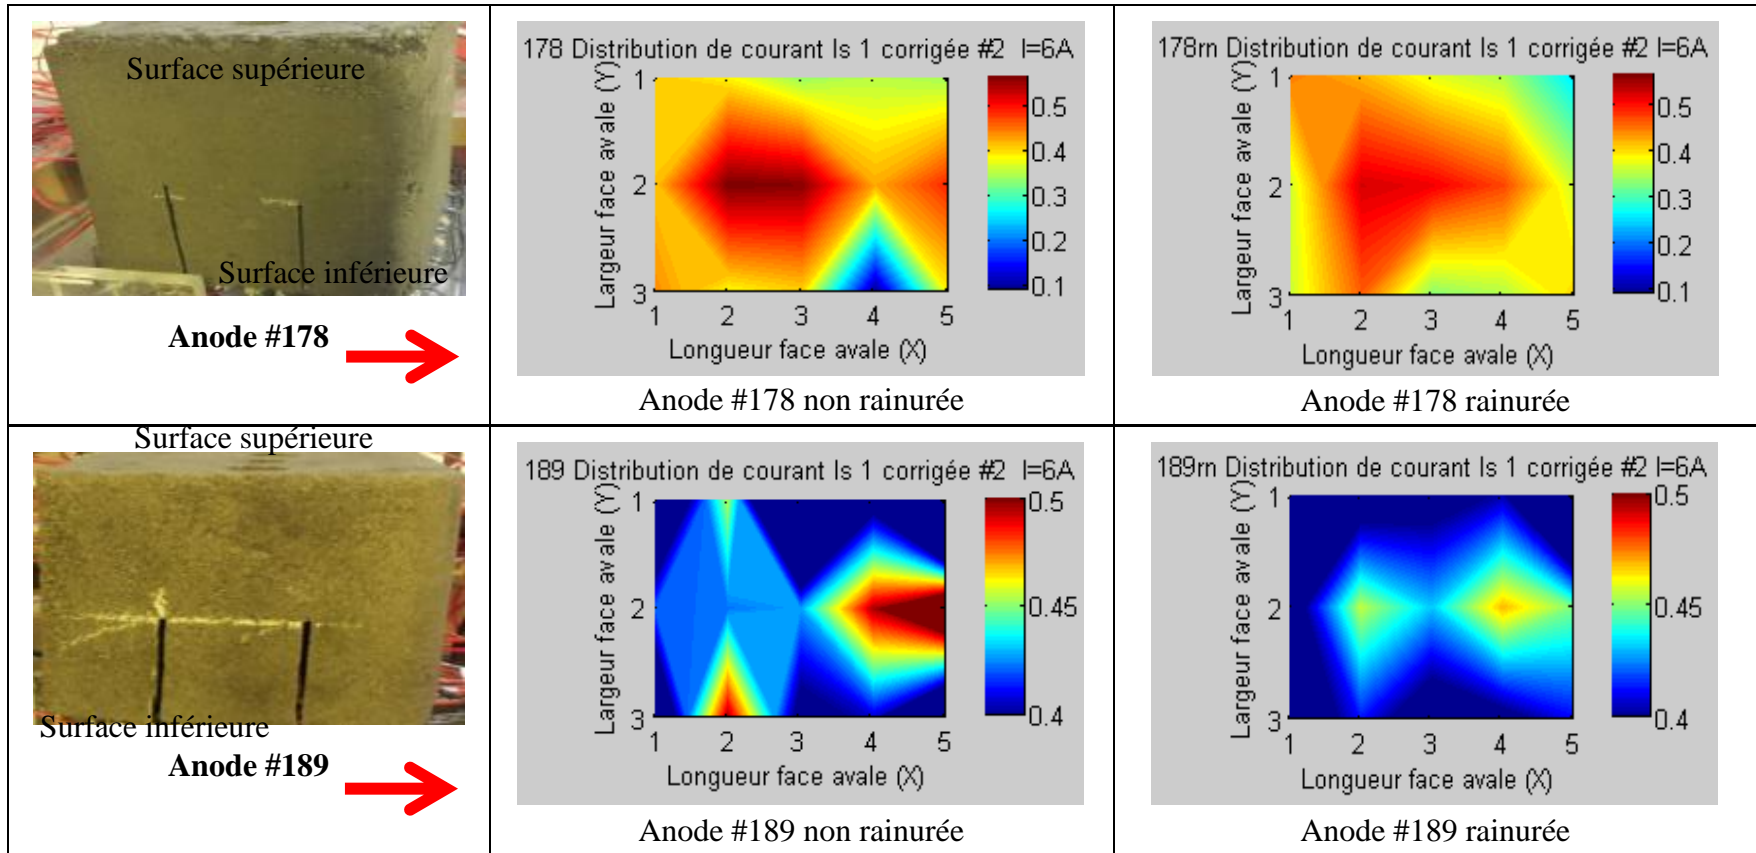 Surface supérieure
Surface inférieure
Anode #178
178 Distribution de courant Is 1 corrigée #2 I=6A
Largeur face avale (Y)
1
2
3
1 2 3 4 5
Longueur face avale (X)
0.5
0.4
0.3
0.2
0.1
Anode #178 non rainurée
178rn Distribution de courant Is 1 corrigée #2 I=6A
Largeur face avale (Y)
1
2
3
1 2 3 4 5
Longueur face avale (X)
0.5
0.4
0.3
0.2
0.1
Anode #178 rainurée
Surface supérieure
Surface inférieure
Anode #189
189 Distribution de courant Is 1 corrigée #2 I=6A
Largeur face avale (Y)
1
2
3
1 2 3 4 5
Longueur face avale (X)
0.5
0.45
0.4
Anode #189 non rainurée
189rn Distribution de courant Is 1 corrigée #2 I=6A
Largeur face avale (Y)
1
2
3
1 2 3 4 5
Longueur face avale (X)
0.5
0.45
0.4
Anode #189 rainurée